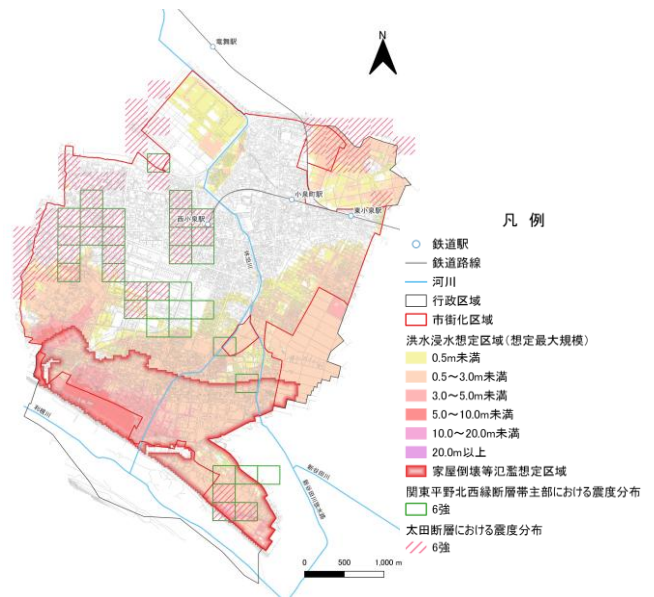 竜舞駅
N
小泉町駅
西小泉駅
東小泉駅
利根川
新谷田川
凡 例
鉄道駅
鉄道路線
河川
行政区域
市街化区域
洪水浸水想定区域(想定最大規模)
0.5m未満
0.5~3.0m未満
3.0~5.0m未満
5.0~10.0m未満
10.0~20.0m未満
20.0m以上
家屋倒壊等氾濫想定区域
関東平野北西縁断層帯主部における震度分布
6強
太田断層における震度分布
6強
0 500 1,000 m